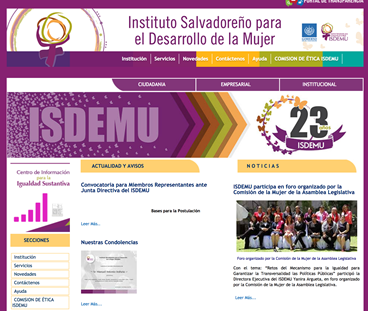 PORTAL DE TRANSPARENCIA
Instituto Salvadoreño para
el Desarrollo de la Mujer
ISDEMU
Institución | Servicios | Novedades | Contáctenos | Ayuda | COMISION DE ÉTICA ISDEMU |
CIUDADANIA EMPRESARIAL INSTITUCIONAL
ISDEMU
23 años
ISDEMU
Centro de Información
para la
Igualdad Sustantiva
SECCIONES
Institución
Servicios
Novedades
Contáctenos
Ayuda
COMISION DE ÉTICA
ISDEMU
ACTUALIDAD Y AVISOS
Convocatoria para Miembros Representantes ante
Junta Directiva del ISDEMU
Bases para la Postulación
Leer Más...
Nuestras Condolencias
Leer Más...
NOTICIAS
ISDEMU participa en foro organizado por la
Comisión de la Mujer de la Asamblea Legislativa
Foro organizado por la Comisión de la Mujer de la Asamblea Legislativa
Con el tema: "Retos del Mecanismo para la Igualdad para
Garantizar la Transversalidad las Políticas Públicas" participó la
Directora Ejecutiva del ISDEMU Yanira Argueta, en foro organizado
por la Comisión de la Mujer de la Asamblea Legislativa.
Leer Más...